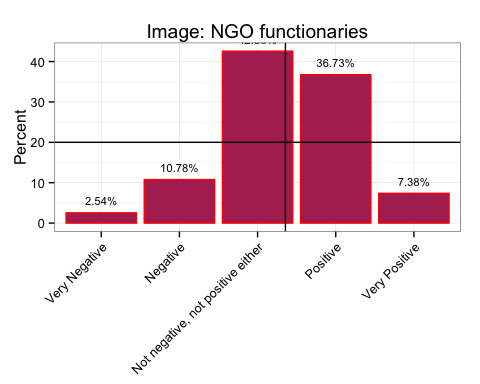 Image: NGO functionaries
Percent
40
30
20
10
0
2.54%
10.78%
36.73%
7.38%
Very Negative
Negative
Not negative, not positive either
Positive
Very Positive